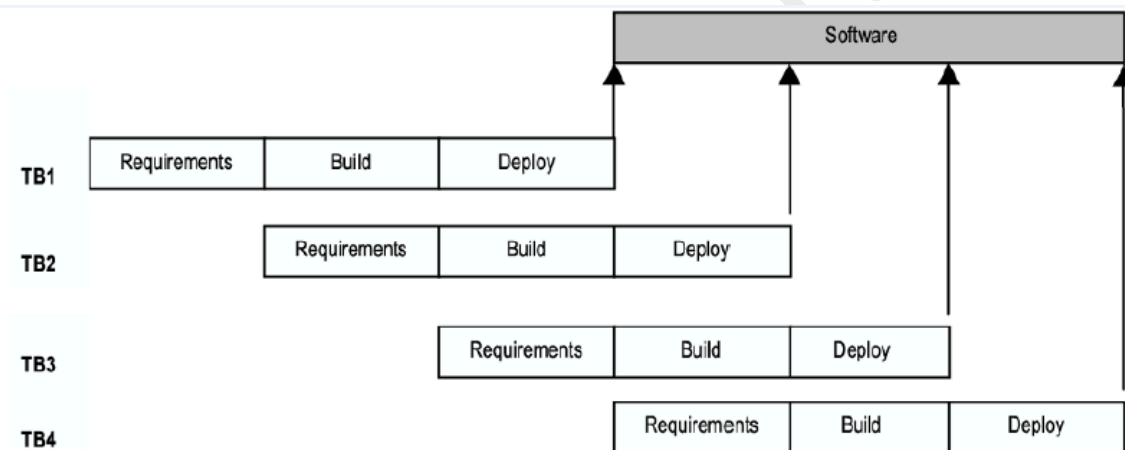 Software
TB1 Requirements Build Deploy
TB2 Requirements Build Deploy
TB3 Requirements Build Deploy
TB4 Requirements Build Deploy